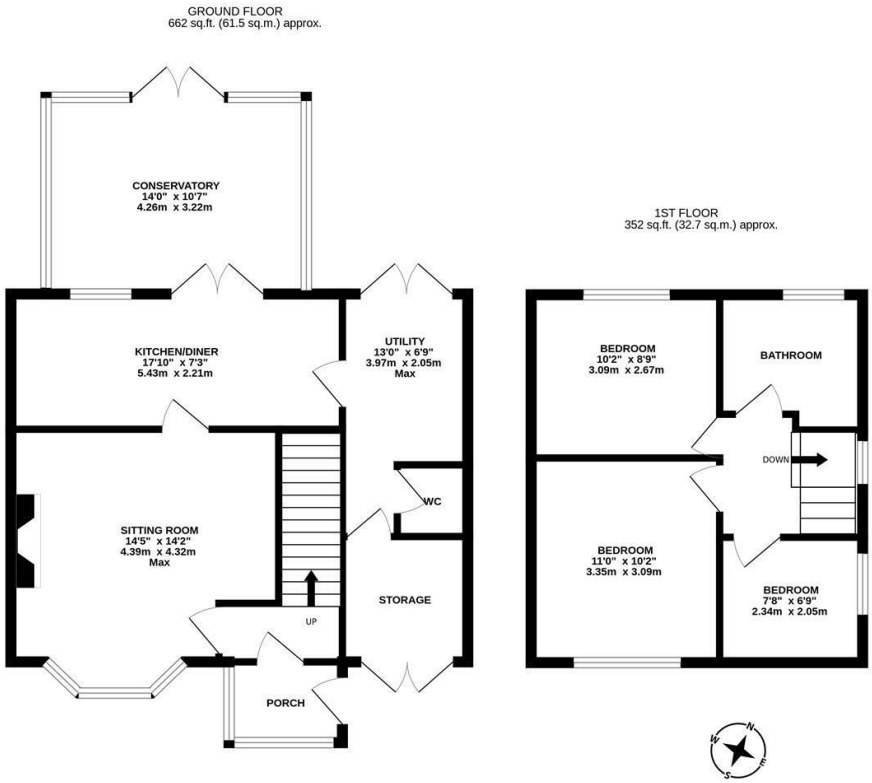 GROUND FLOOR
662 sq.ft. (61.5 sq.m.) approx.
CONSERVATORY
14'0" x 10'7"
4.26m x 3.22m
KITCHEN/DINER
17'10" x 7'3"
5.43m x 2.21m
UTILITY
13'0" x 6'9"
3.97m x 2.05m
Max
SITTING ROOM
14'5" x 14'2"
4.39m x 4.32m
Max
WC
STORAGE
UP
PORCH
1ST FLOOR
352 sq.ft. (32.7 sq.m.) approx.
BEDROOM
10'2" x 8'9"
3.09m x 2.67m
BATHROOM
DOWN
BEDROOM
11'0" x 10'2"
3.35m x 3.09m
BEDROOM
7'8" x 6'9"
2.34m x 2.05m
N
W
E
S